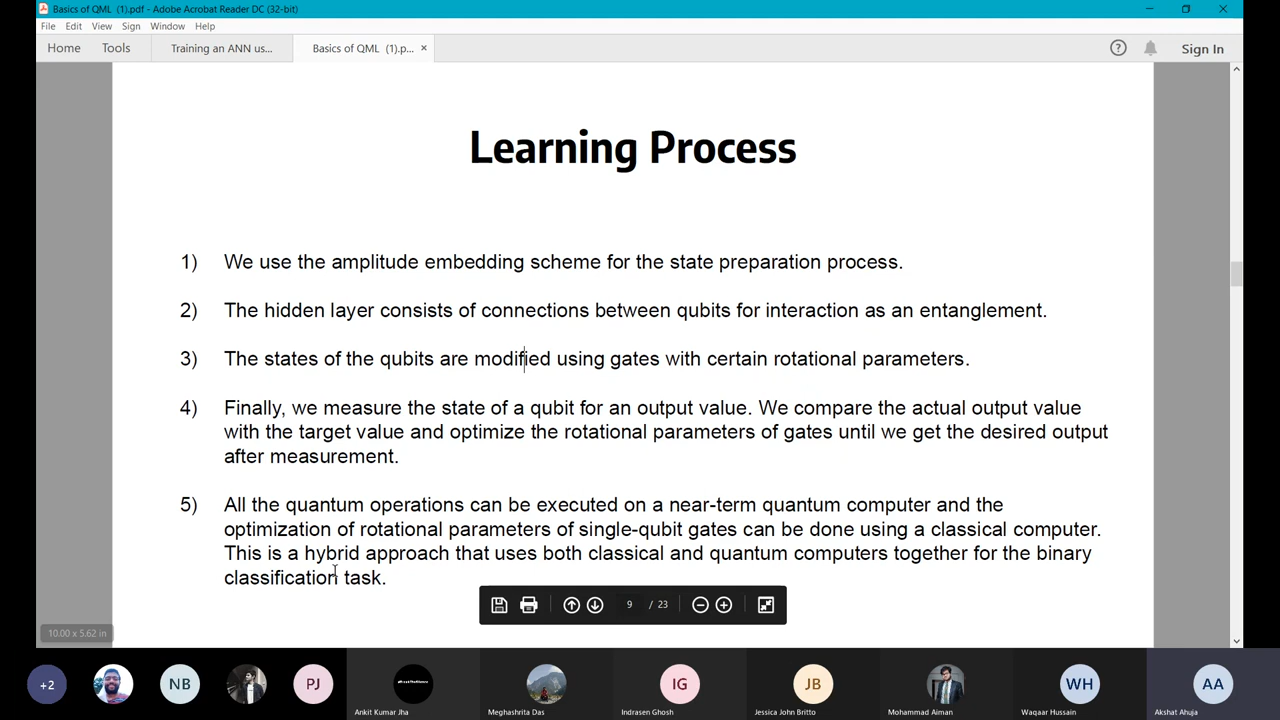 Basics of QML (1).pdf - Adobe Acrobat Reader DC (32-bit)
File Edit View Sign Window Help
Home Tools Training an ANN us... Basics of QML (1).p... × Sign In
Learning Process
1) We use the amplitude embedding scheme for the state preparation process.
2) The hidden layer consists of connections between qubits for interaction as an entanglement.
3) The states of the qubits are modified using gates with certain rotational parameters.
4) Finally, we measure the state of a qubit for an output value. We compare the actual output value
with the target value and optimize the rotational parameters of gates until we get the desired output
after measurement.
5) All the quantum operations can be executed on a near-term quantum computer and the
optimization of rotational parameters of single-qubit gates can be done using a classical computer.
This is a hybrid approach that uses both classical and quantum computers together for the binary
classification task.
9 / 23
10.00 x 5.62 in
+2 NB PJ IG JB WH AA
Ankit Kumar Jha Meghashrita Das Indrasen Ghosh Jessica John Britto Mohammad Aiman Waqaar Hussain Akshat Ahuja